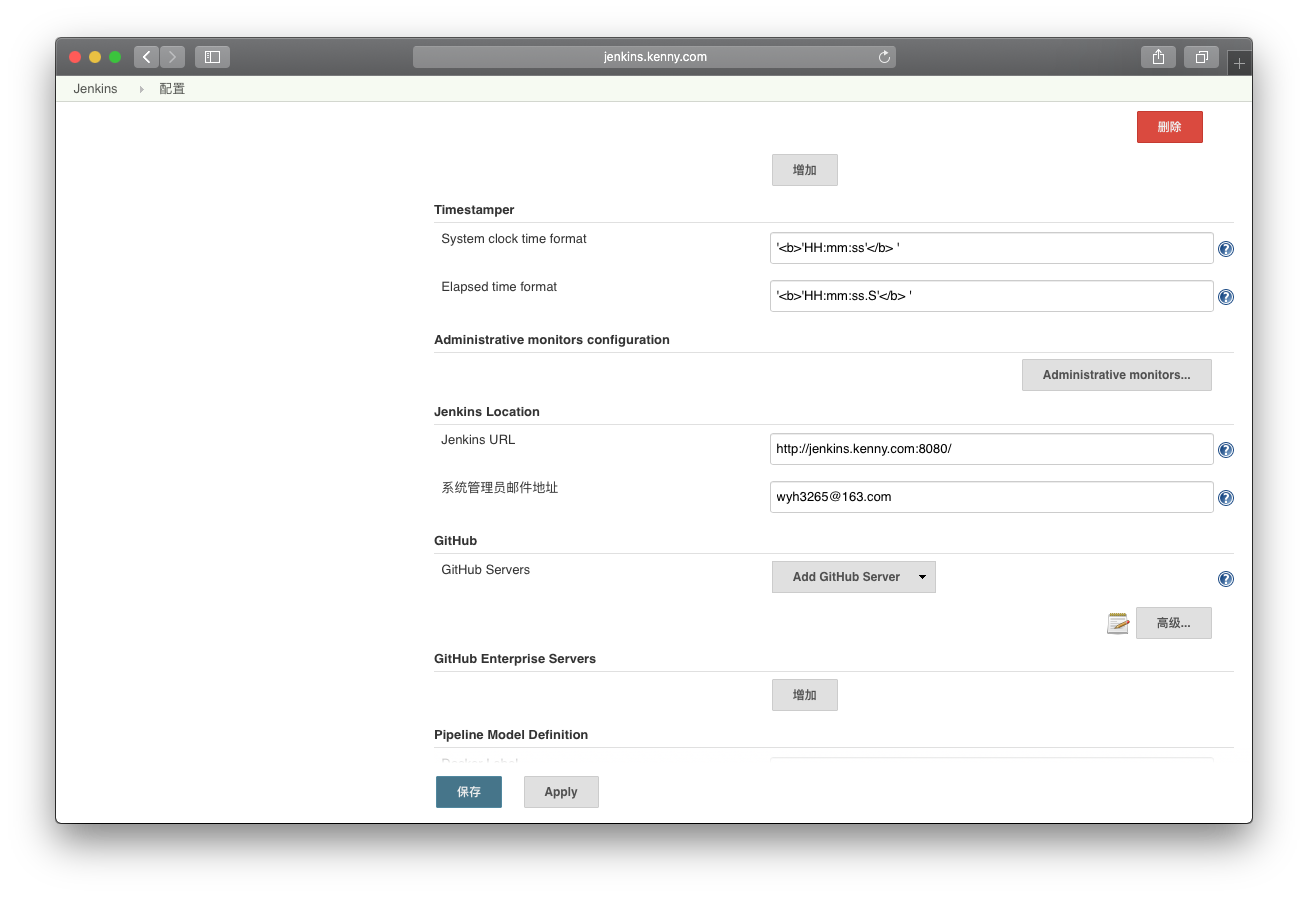 jenkins.kenny.com
Jenkins 配置
删除
增加
Timestamper
System clock time format
'<b>'HH:mm:ss'</b> '
Elapsed time format
'<b>'HH:mm:ss.S'</b> '
Administrative monitors configuration
Administrative monitors...
Jenkins Location
Jenkins URL
http://jenkins.kenny.com:8080/
系统管理员邮件地址
wyh3265@163.com
GitHub
GitHub Servers
Add GitHub Server
高级...
GitHub Enterprise Servers
增加
Pipeline Model Definition
保存
Apply